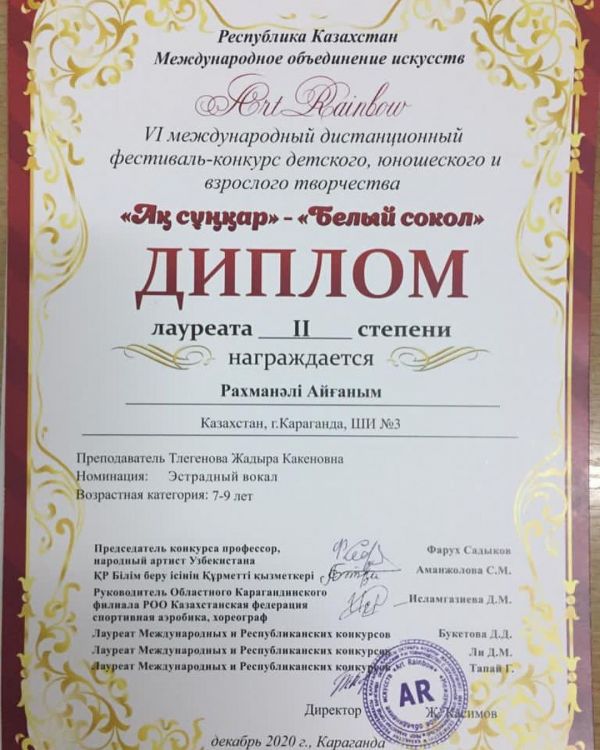 Республика Казахстан
Международное объединение искусств
Art Rainbow
VI международный дистанционный
фестиваль-конкурс детского, юношеского и
взрослого творчества
«Ақ сұңқар» - «Белый сокол»
ДИПЛОМ
лауреата II степени
награждается
Рахманәлі Айғаным
Казахстан, г.Караганда, ШИ №3
Преподаватель Тлегенова Жадыра Какеновна
Номинация: Эстрадный вокал
Возрастная категория: 7-9 лет
Председатель конкурса профессор,
народный артист Узбекистана Фарух Садыков
ҚР Білім беру ісінің Құрметті қызметкері Аманжолова С.М.
Руководитель Областного Карагандинского
филиала РОО Казахстанская федерация Исламгазиева Д.М.
спортивная аэробика, хореограф
Лауреат Международных и Республиканских конкурсов Букетова Д.Д.
Лауреат Международных и Республиканских конкурсов Ли Д.М.
Лауреат Международных и Республиканских конкурсов Тапай Г.
AR
Директор Ж. Касимов
декабрь 2020 г., Караганда